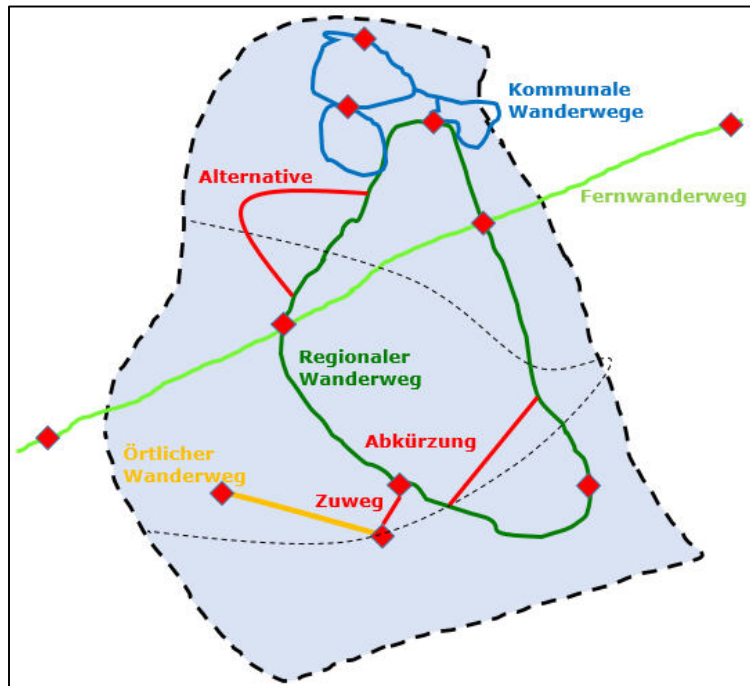 Kommunale
Wanderwege
Alternative
Fernwanderweg
Regionaler
Wanderweg
Abkürzung
Örtlicher
Wanderweg
Zuweg